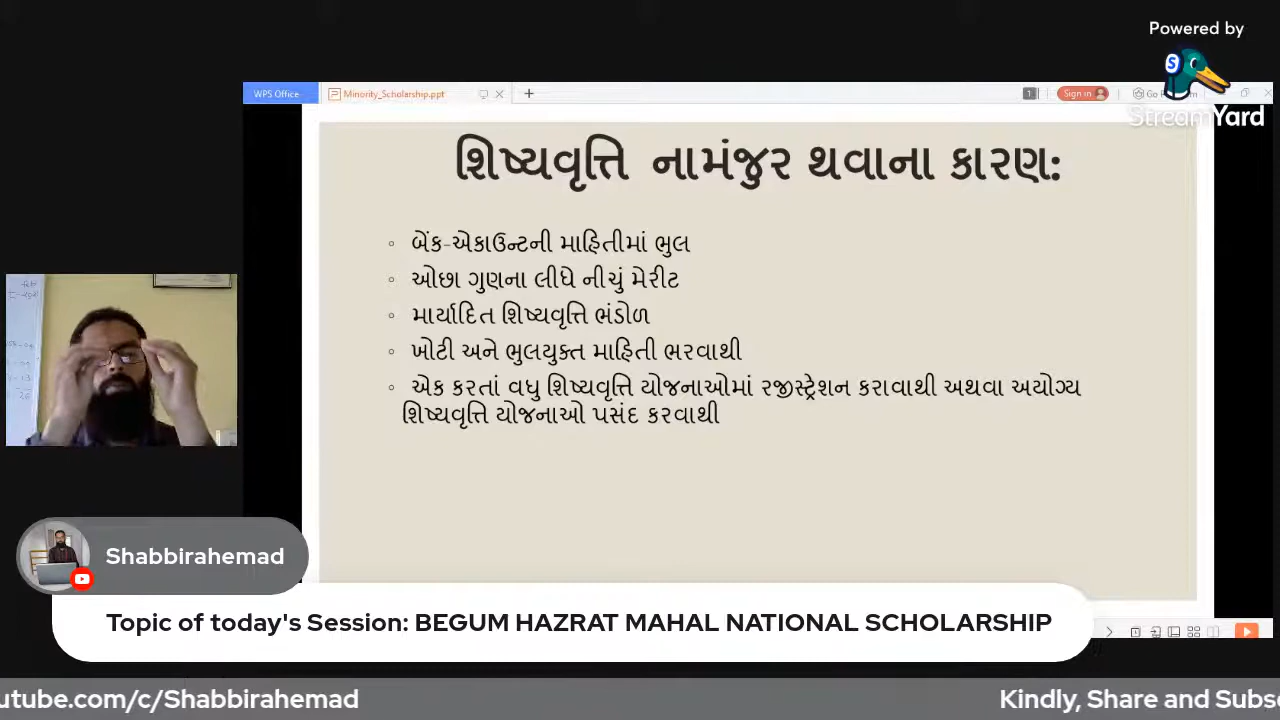 Powered by
StreamYard
WPS Office
Minority_Scholarship.ppt
Sign in
Go
શિષ્યવૃત્તિ નામંજુર થવાના કારણ:
બેંક-એકાઉન્ટની માહિતીમાં ભુલ
ઓછા ગુણના લીધે નીચું મેરીટ
માર્યાદિત શિષ્યવૃત્તિ ભંડોળ
ખોટી અને ભુલયુક્ત માહિતી ભરવાથી
એક કરતાં વધુ શિષ્યવૃત્તિ યોજનાઓમાં રજીસ્ટ્રેશન કરાવાથી અથવા અયોગ્ય
શિષ્યવૃત્તિ યોજનાઓ પસંદ કરવાથી
Shabbirahemad
Topic of today's Session: BEGUM HAZRAT MAHAL NATIONAL SCHOLARSHIP
utube.com/c/Shabbirahemad
Kindly, Share and Subs